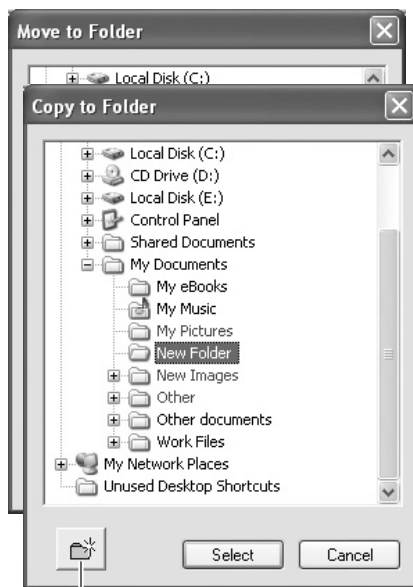 Move to Folder
Local Disk (C:)
Copy to Folder
Local Disk (C:)
CD Drive (D:)
Local Disk (E:)
Control Panel
Shared Documents
My Documents
My eBooks
My Music
My Pictures
New Folder
New Images
Other
Other documents
Work Files
My Network Places
Unused Desktop Shortcuts
Select
Cancel